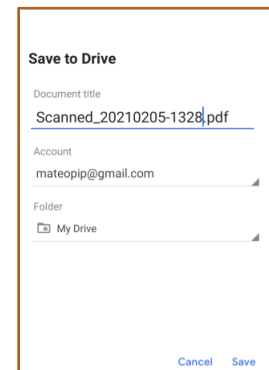 Save to Drive
Document title
Scanned_20210205-1328.pdf
Account
mateopip@gmail.com
Folder
My Drive
Cancel Save